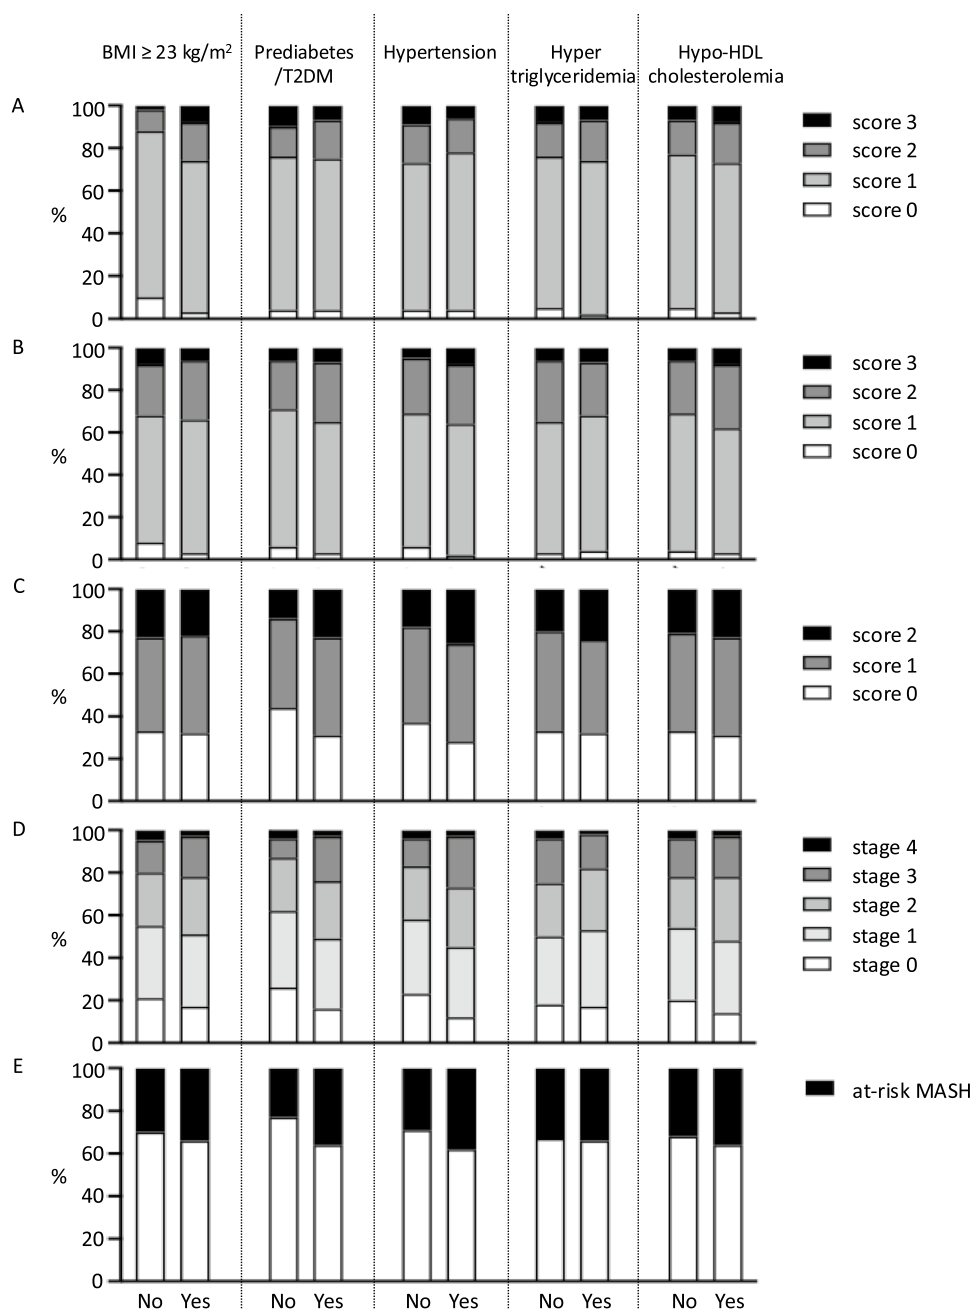 BMI ≥ 23 kg/m²
Prediabetes
/T2DM
Hypertension
Hyper
triglyceridemia
Hypo-HDL
cholesterolemia
A
100
80
60
%
40
20
0
score 3
score 2
score 1
score 0
B
100
80
60
%
40
20
0
score 3
score 2
score 1
score 0
C
100
80
60
%
40
20
0
score 2
score 1
score 0
D
100
80
60
%
40
20
0
stage 4
stage 3
stage 2
stage 1
stage 0
E
100
80
60
%
40
20
0
at-risk MASH
No Yes No Yes No Yes No Yes No Yes